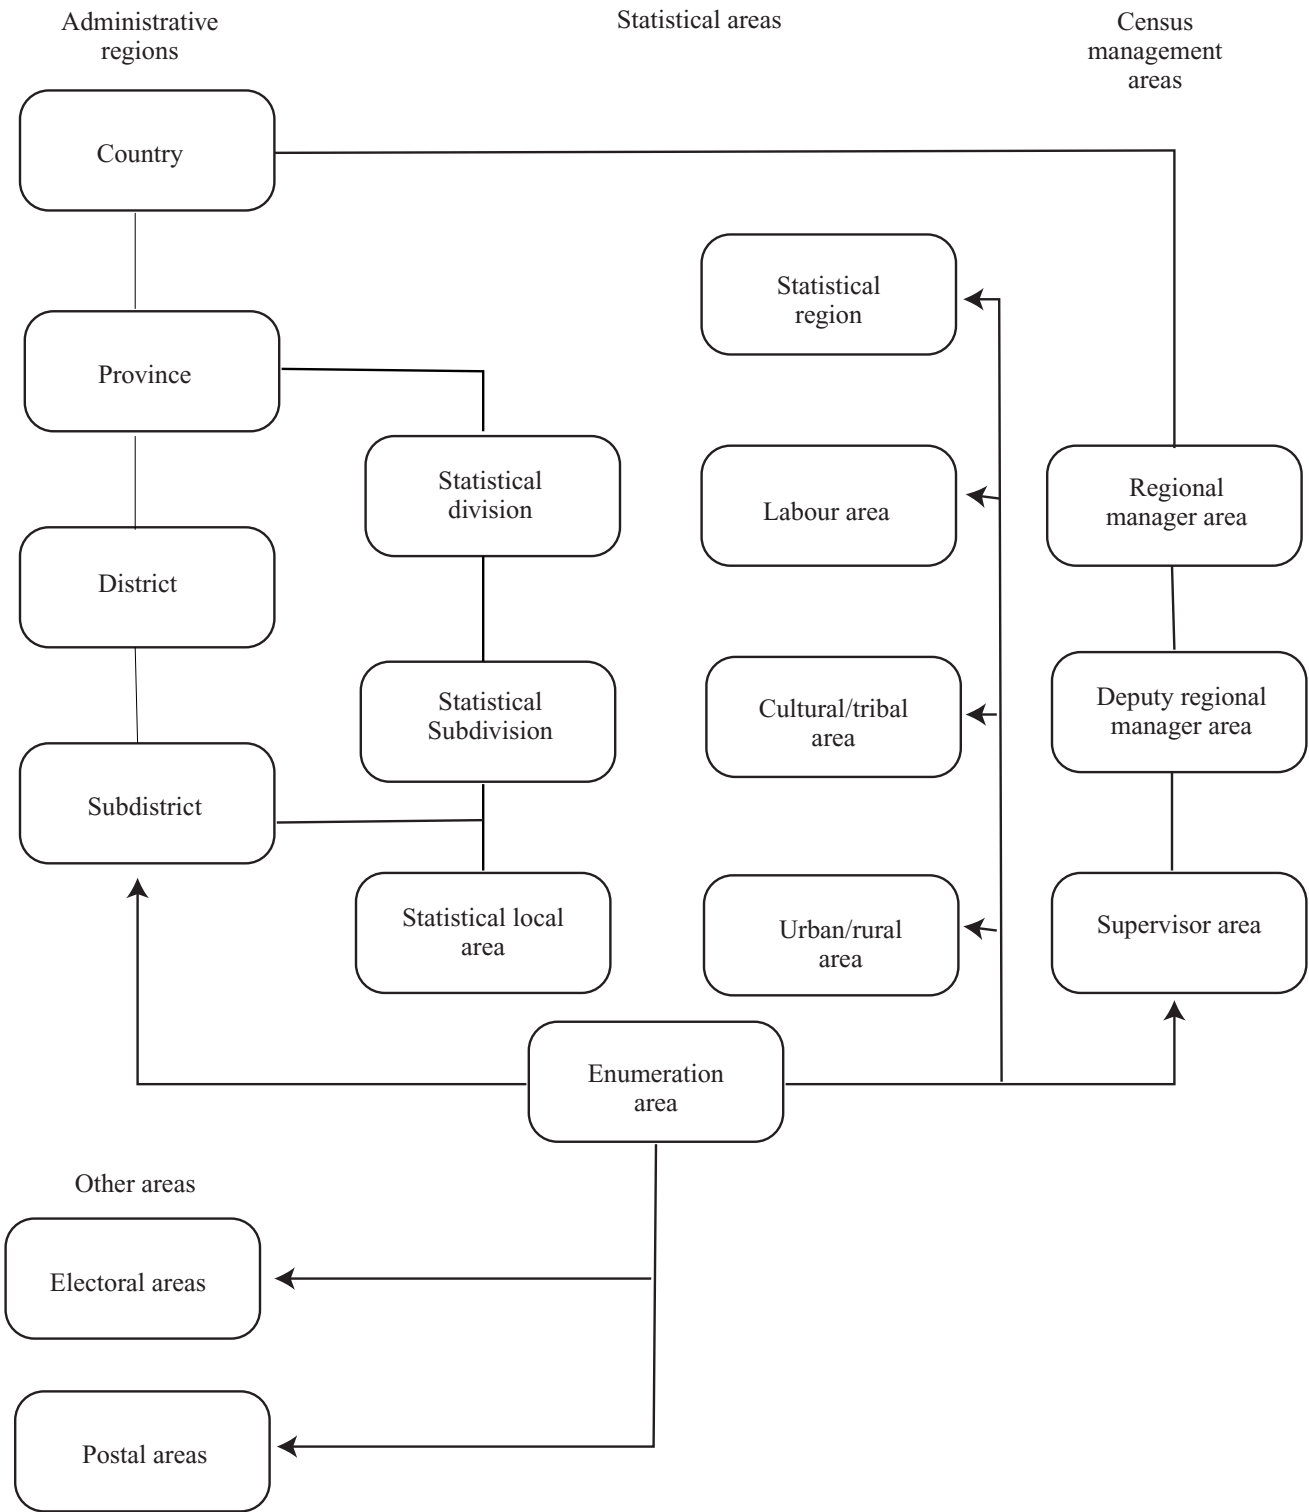 Administrative
regions
Statistical areas
Census
management
areas
Country
Statistical
region
Province
Statistical
division
Labour area
Regional
manager area
District
Statistical
Subdivision
Cultural/tribal
area
Deputy regional
manager area
Subdistrict
Statistical local
area
Urban/rural
area
Supervisor area
Enumeration
area
Other areas
Electoral areas
Postal areas